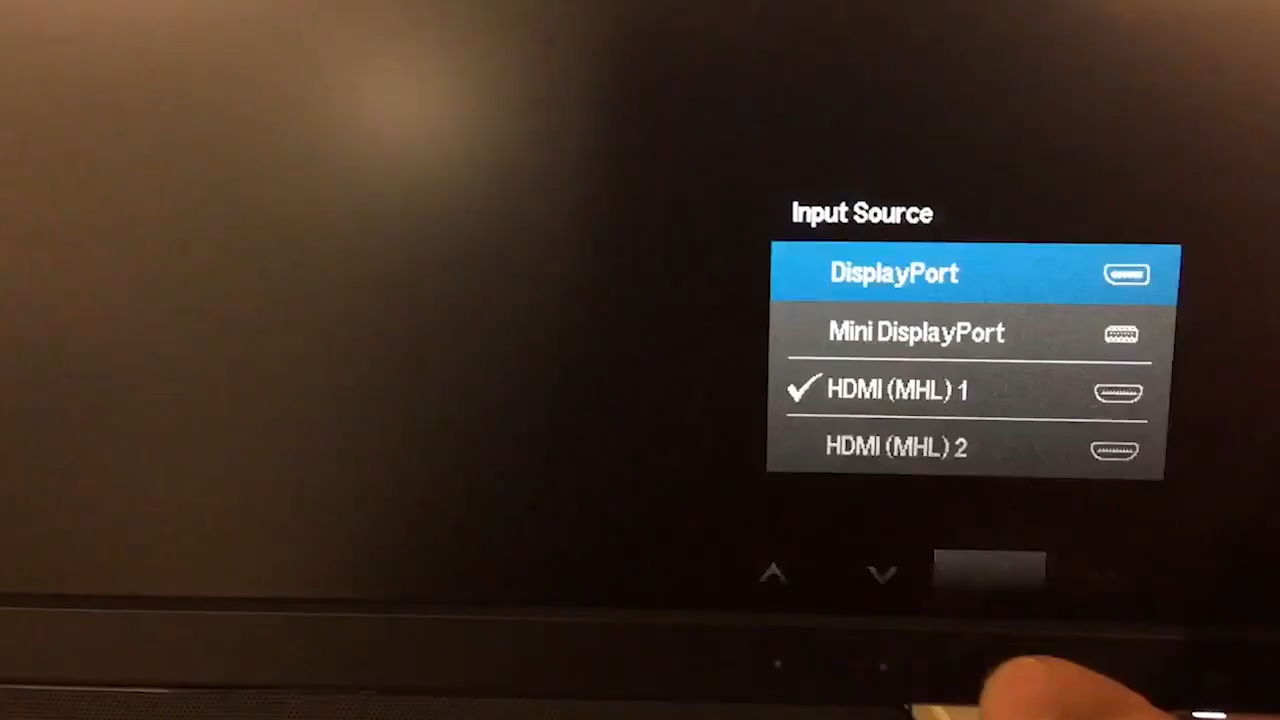 Input Source
DisplayPort
Mini DisplayPort
HDMI (MHL) 1
HDMI (MHL) 2